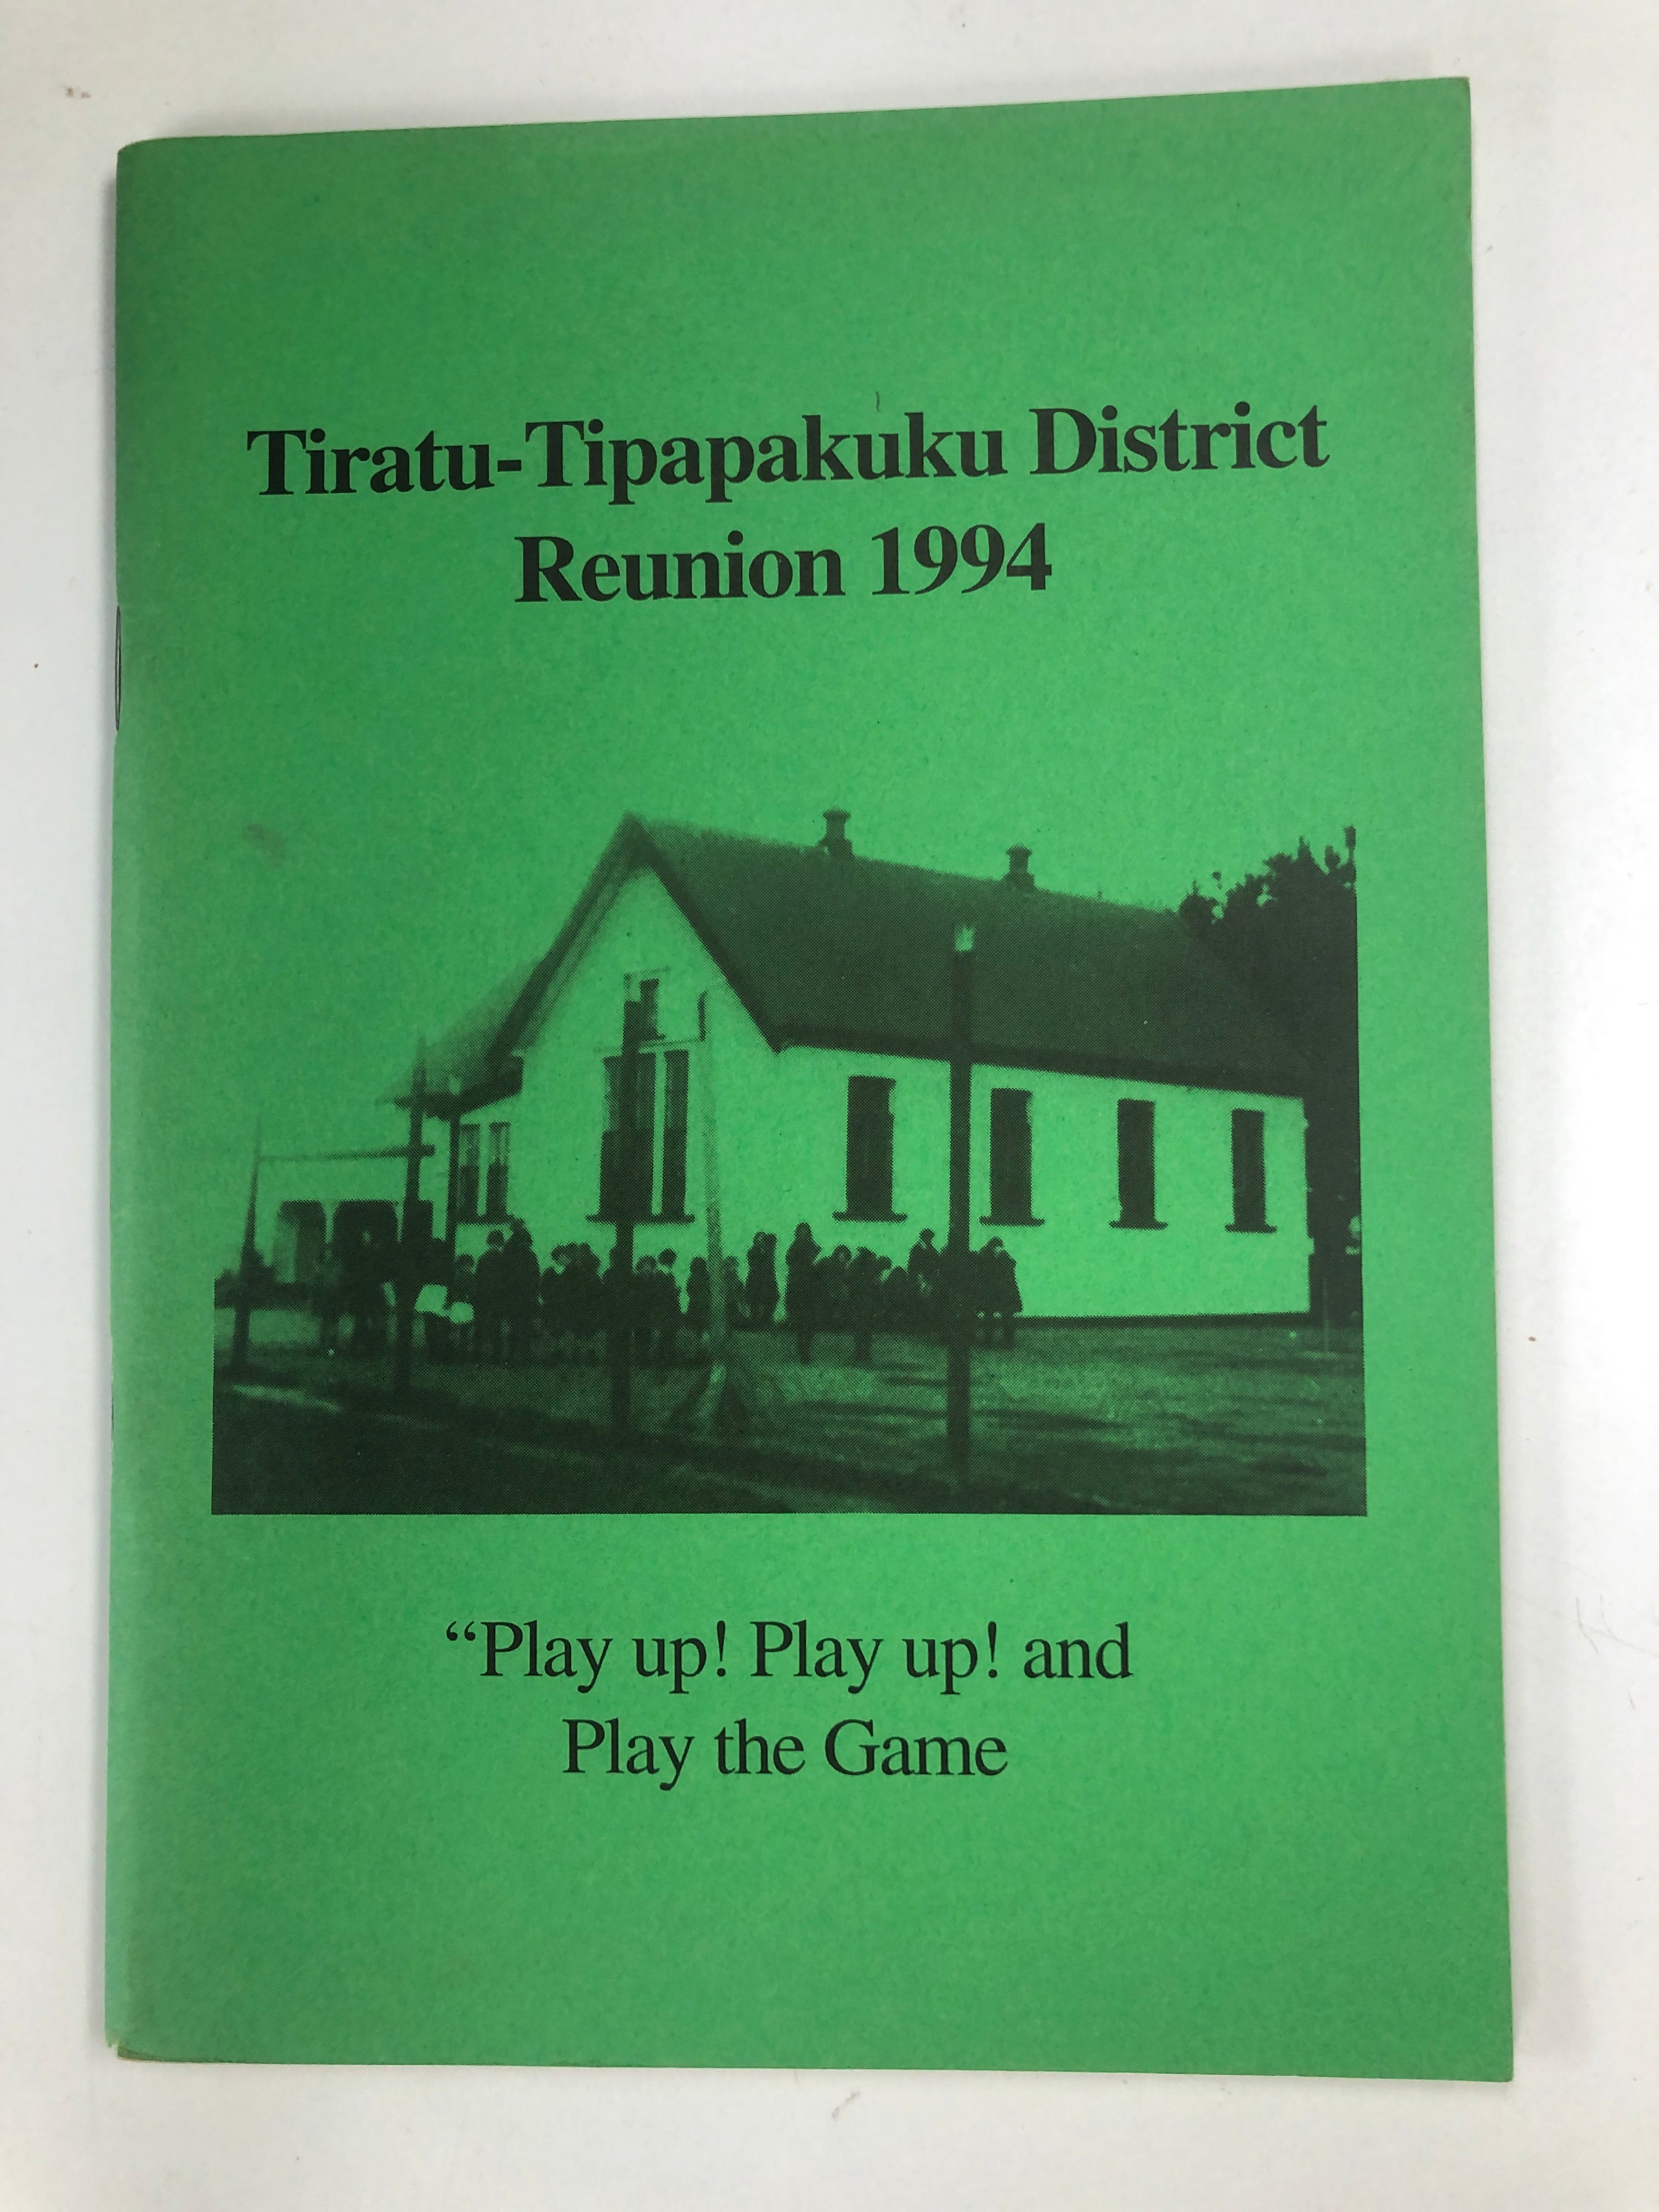 Tiratu-Tipapakuku District
Reunion 1994
“Play up! Play up! and
Play the Game